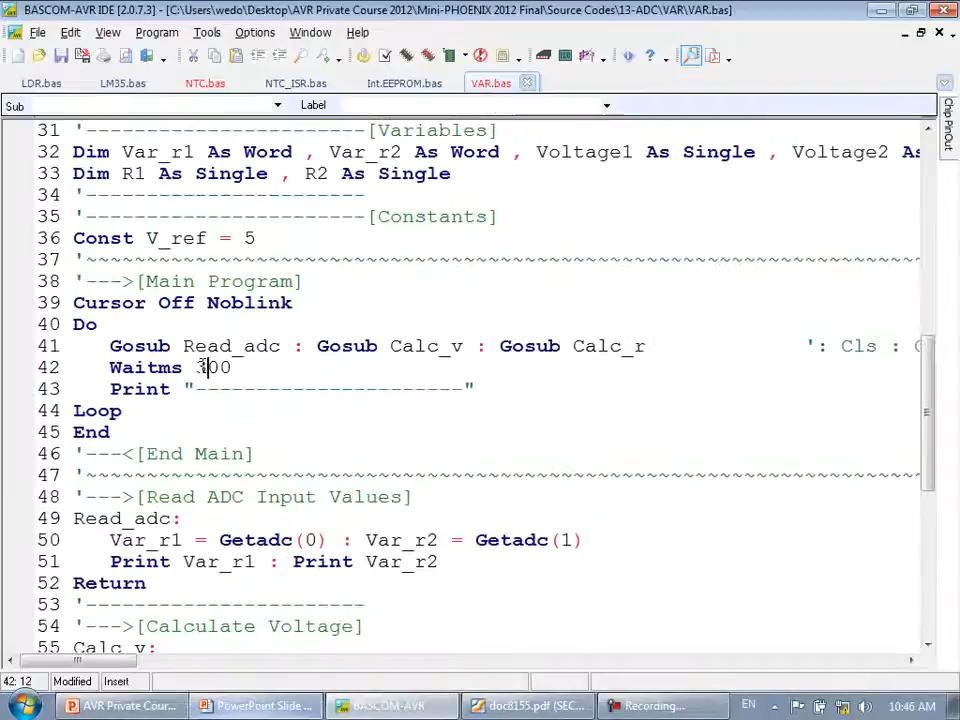 BASCOM-AVR IDE [2.0.7.3] - [C:\Users\wedo\Desktop\AVR Private Course 2012\Mini-PHOENIX 2012 Final\Source Codes\13-ADC\VAR\VAR.bas]
File Edit View Program Tools Options Window Help
LDR.bas LM35.bas NTC.bas NTC_ISR.bas Int.EEPROM.bas VAR.bas
Sub Label
Chip PinOut
31 '-----------------------[Variables]
32 Dim Var_r1 As Word , Var_r2 As Word , Voltage1 As Single , Voltage2 As
33 Dim R1 As Single , R2 As Single
34 '-----------------------
35 '-----------------------[Constants]
36 Const V_ref = 5
37 '~~~~~~~~~~~~~~~~~~~~~~~~~~~~~~~~~~~~~~~~~~~~~~~~~~~~~~~~~~~~~~~~~~~~~
38 '--->[Main Program]
39 Cursor Off Noblink
40 Do
41 Gosub Read_adc : Gosub Calc_v : Gosub Calc_r ': Cls :
42 Waitms 300
43 Print "----------------------"
44 Loop
45 End
46 '---<[End Main]
47 '~~~~~~~~~~~~~~~~~~~~~~~~~~~~~~~~~~~~~~~~~~~~~~~~~~~~~~~~~~~~~~~~~~~~~
48 '--->[Read ADC Input Values]
49 Read_adc:
50 Var_r1 = Getadc(0) : Var_r2 = Getadc(1)
51 Print Var_r1 : Print Var_r2
52 Return
53 '-----------------------
54 '--->[Calculate Voltage]
55 Calc_v:
42: 12 Modified Insert
AVR Private Cour... PowerPoint Slide ... BASCOM-AVR doc8155.pdf (SEC... Recording... EN 10:46 AM